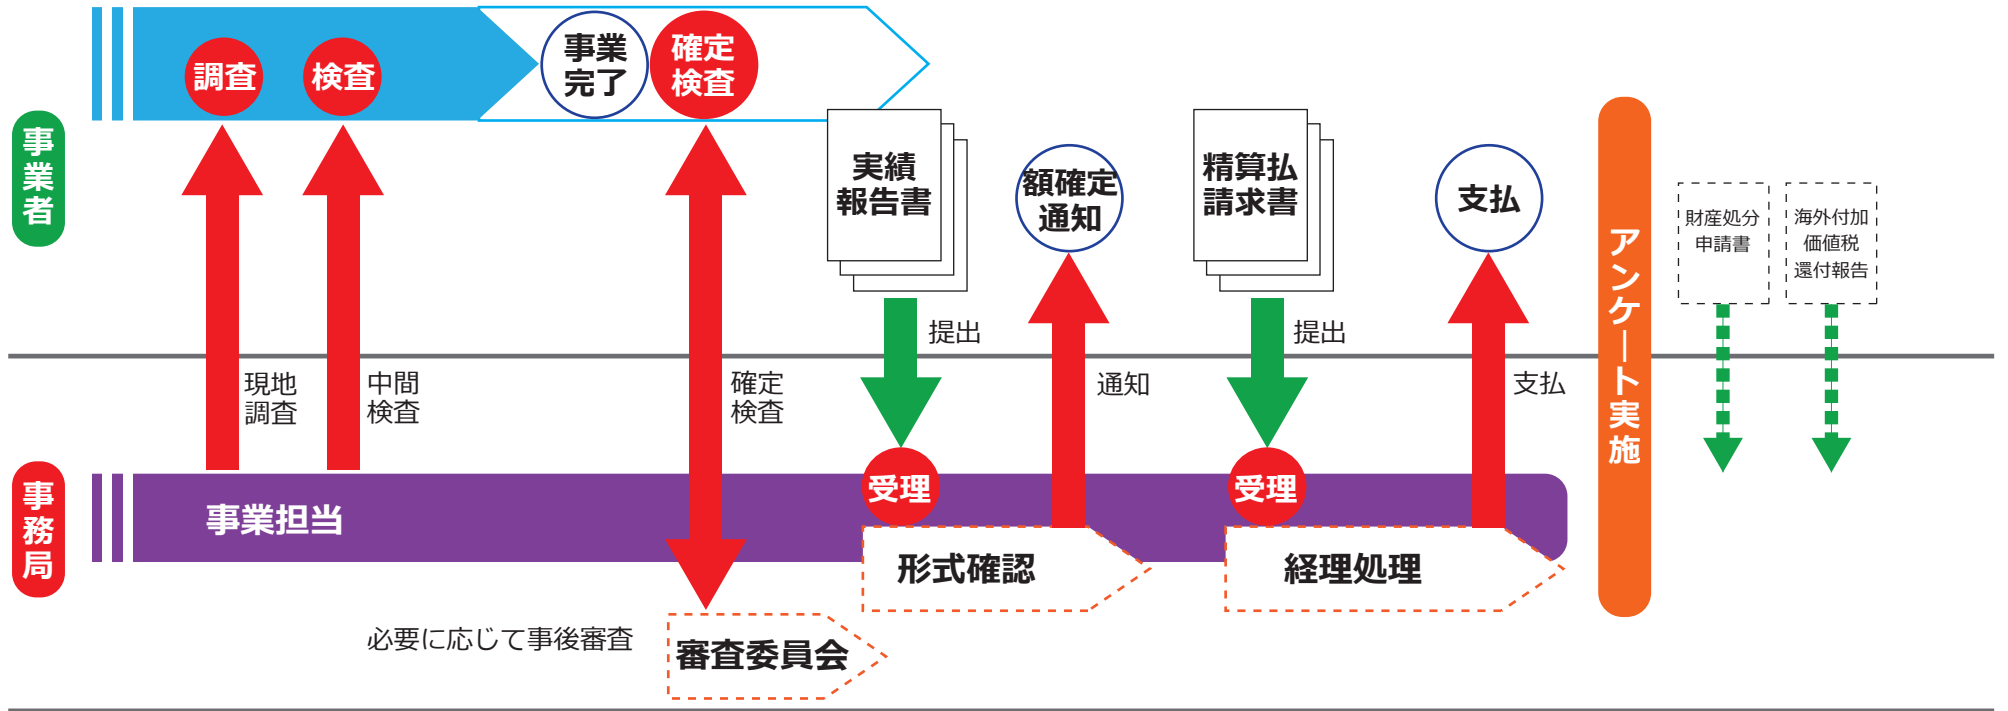 事業者
調査
検査
事業
完了
確定
検査
実績
報告書
額確定
通知
精算払
請求書
支払
アンケート実施
財産処分
申請書
海外付加
価値税
還付報告
提出
提出
現地
調査
中間
検査
確定
検査
通知
支払
事務局
事業担当
受理
受理
形式確認
経理処理
必要に応じて事後審査
審査委員会